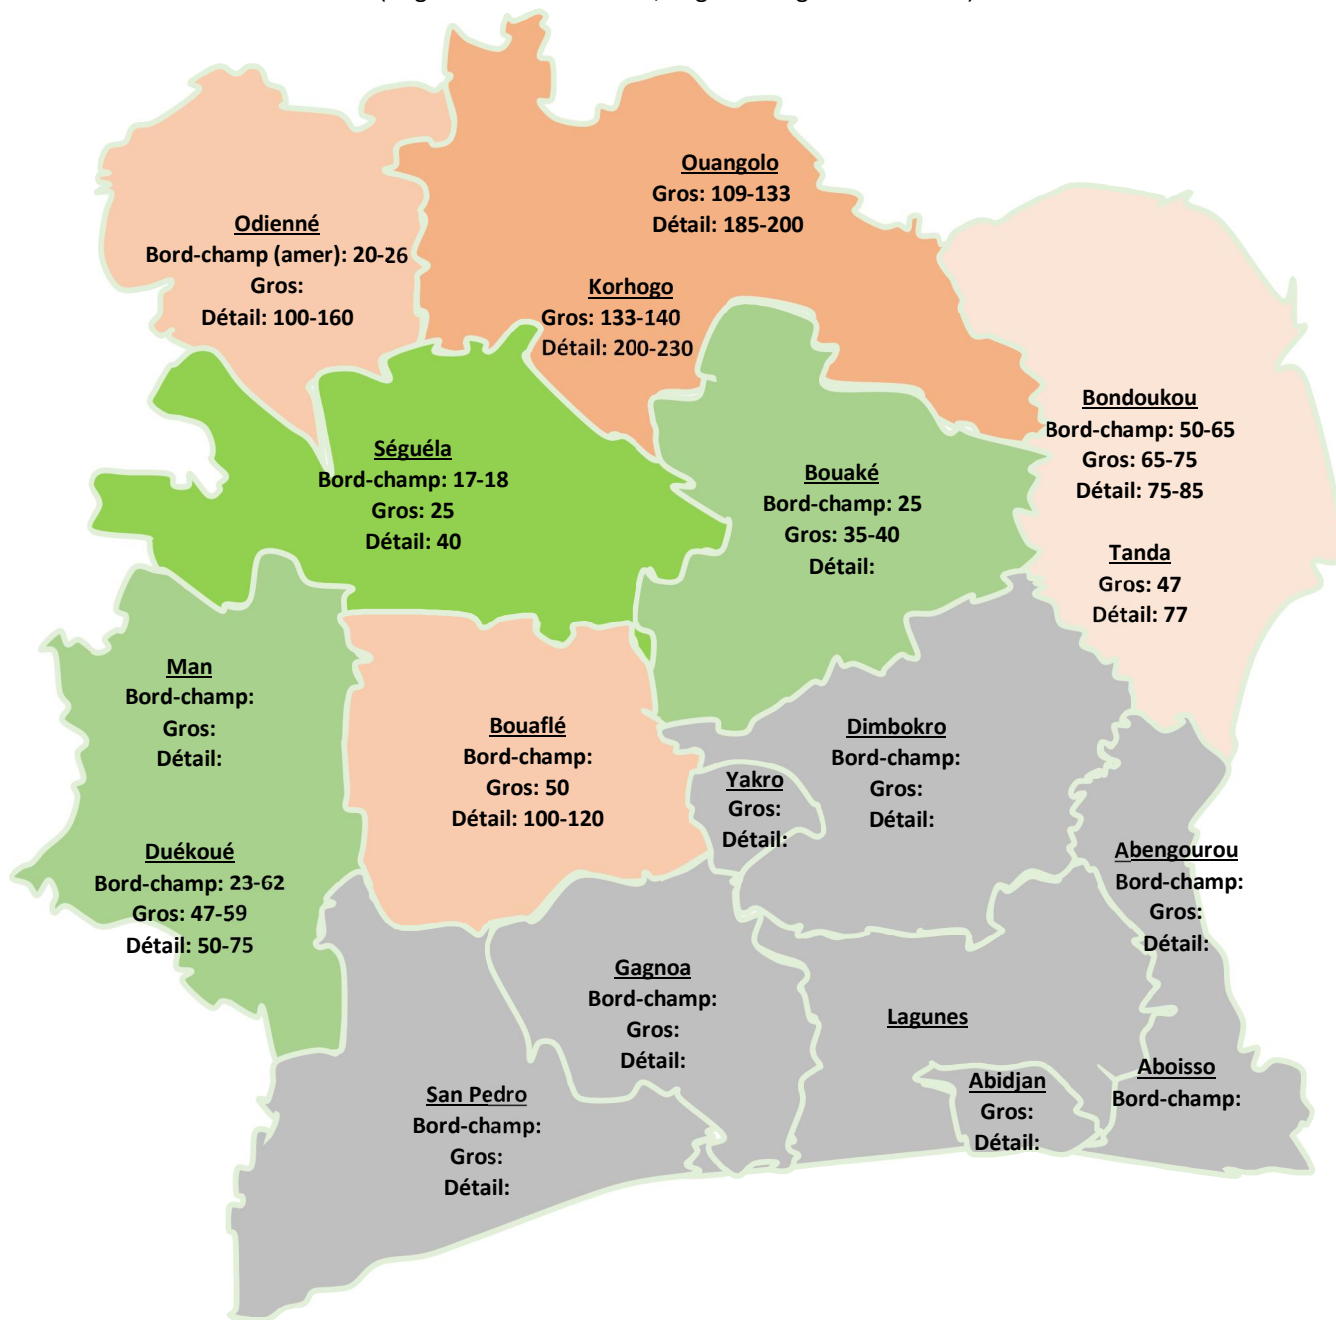 Ouangolo
Gros: 109-133
Détail: 185-200
Odienné
Bord-champ (amer): 20-26
Gros:
Détail: 100-160
Korhogo
Gros: 133-140
Détail: 200-230
Bondoukou
Bord-champ: 50-65
Gros: 65-75
Détail: 75-85
Séguéla
Bord-champ: 17-18
Gros: 25
Détail: 40
Bouaké
Bord-champ: 25
Gros: 35-40
Détail:
Tanda
Gros: 47
Détail: 77
Man
Bord-champ:
Gros:
Détail:
Bouaflé
Bord-champ:
Gros: 50
Détail: 100-120
Dimbokro
Bord-champ:
Gros:
Détail:
Yakro
Gros:
Détail:
Duékoué
Bord-champ: 23-62
Gros: 47-59
Détail: 50-75
Abengourou
Bord-champ:
Gros:
Détail:
Gagnoa
Bord-champ:
Gros:
Détail:
Lagunes
San Pedro
Bord-champ:
Gros:
Détail:
Abidjan
Gros:
Détail:
Aboisso
Bord-champ: